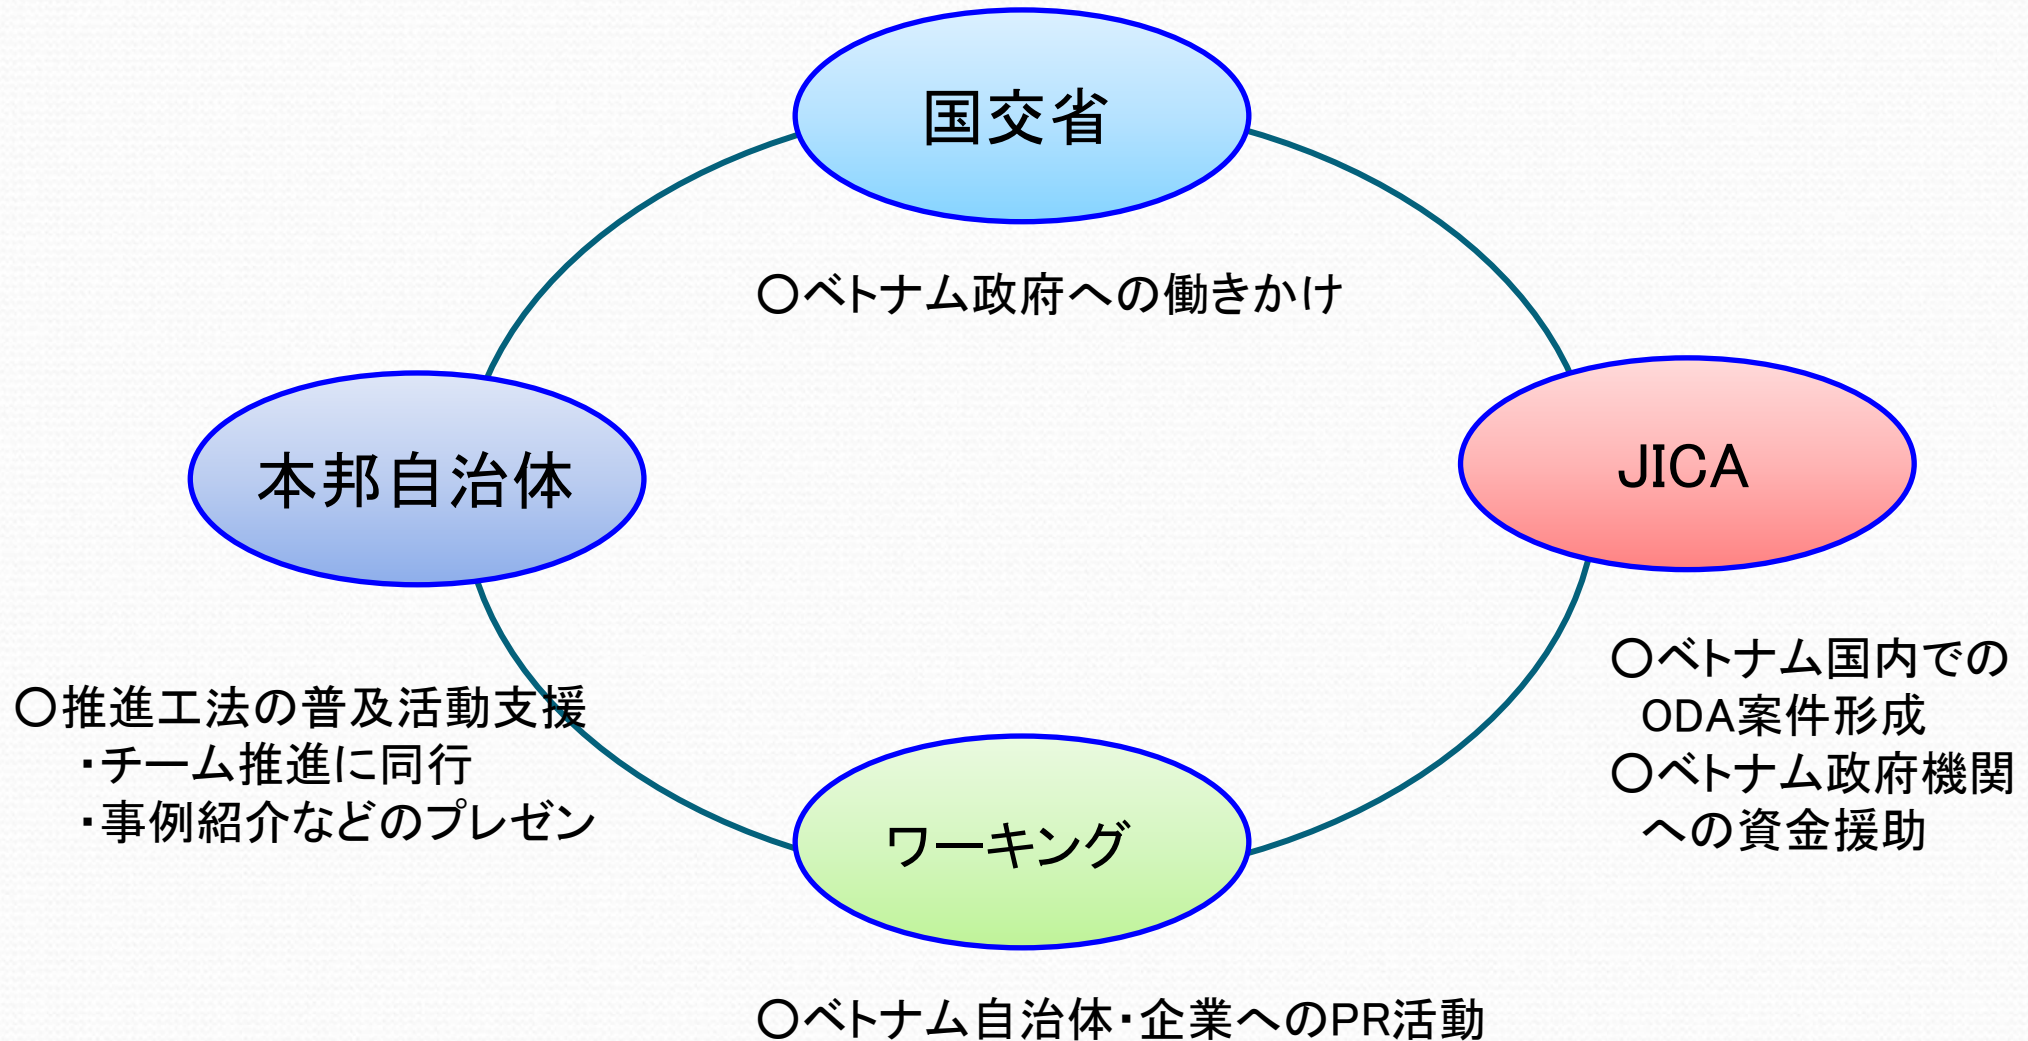 国交省
〇ベトナム政府への働きかけ
本邦自治体
JICA
〇推進工法の普及活動支援
・チーム推進に同行
・事例紹介などのプレゼン
〇ベトナム国内での
ODA案件形成
〇ベトナム政府機関
への資金援助
ワーキング
〇ベトナム自治体・企業へのPR活動